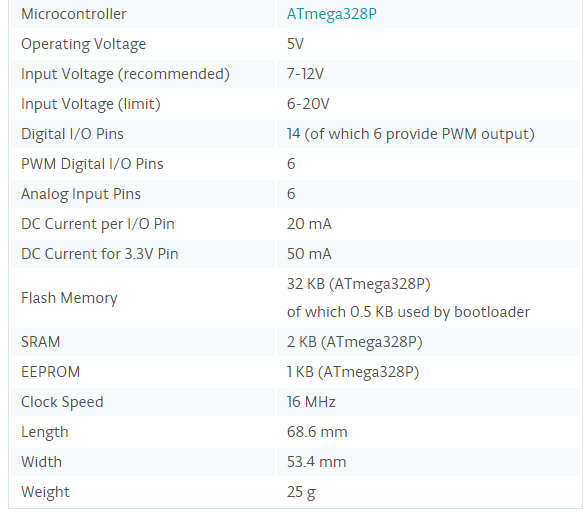 Microcontroller ATmega328P
Operating Voltage 5V
Input Voltage (recommended) 7-12V
Input Voltage (limit) 6-20V
Digital I/O Pins 14 (of which 6 provide PWM output)
PWM Digital I/O Pins 6
Analog Input Pins 6
DC Current per I/O Pin 20 mA
DC Current for 3.3V Pin 50 mA
Flash Memory 32 KB (ATmega328P)
of which 0.5 KB used by bootloader
SRAM 2 KB (ATmega328P)
EEPROM 1 KB (ATmega328P)
Clock Speed 16 MHz
Length 68.6 mm
Width 53.4 mm
Weight 25 g